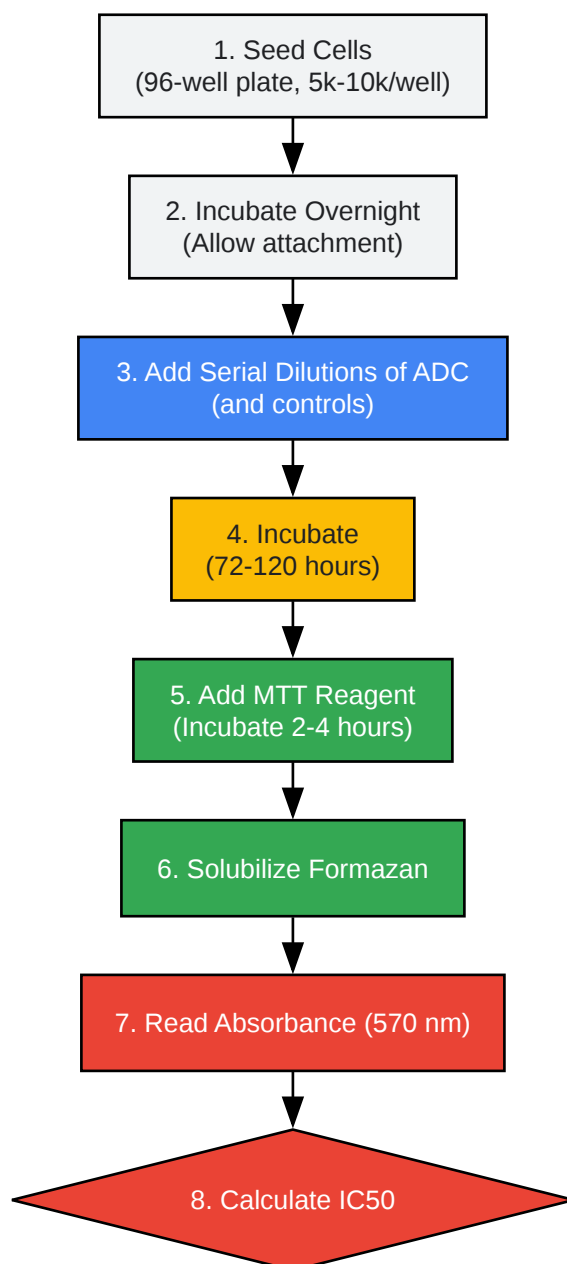 1. Seed Cells
(96-well plate, 5k-10k/well)
2. Incubate Overnight
(Allow attachment)
3. Add Serial Dilutions of ADC
(and controls)
4. Incubate
(72-120 hours)
5. Add MTT Reagent
(Incubate 2-4 hours)
6. Solubilize Formazan
7. Read Absorbance (570 nm)
8. Calculate IC50